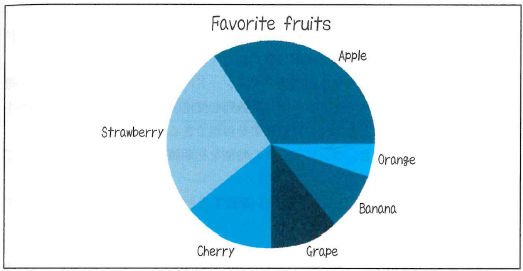 Favorite fruits
Apple
Strawberry
Orange
Banana
Cherry
Grape